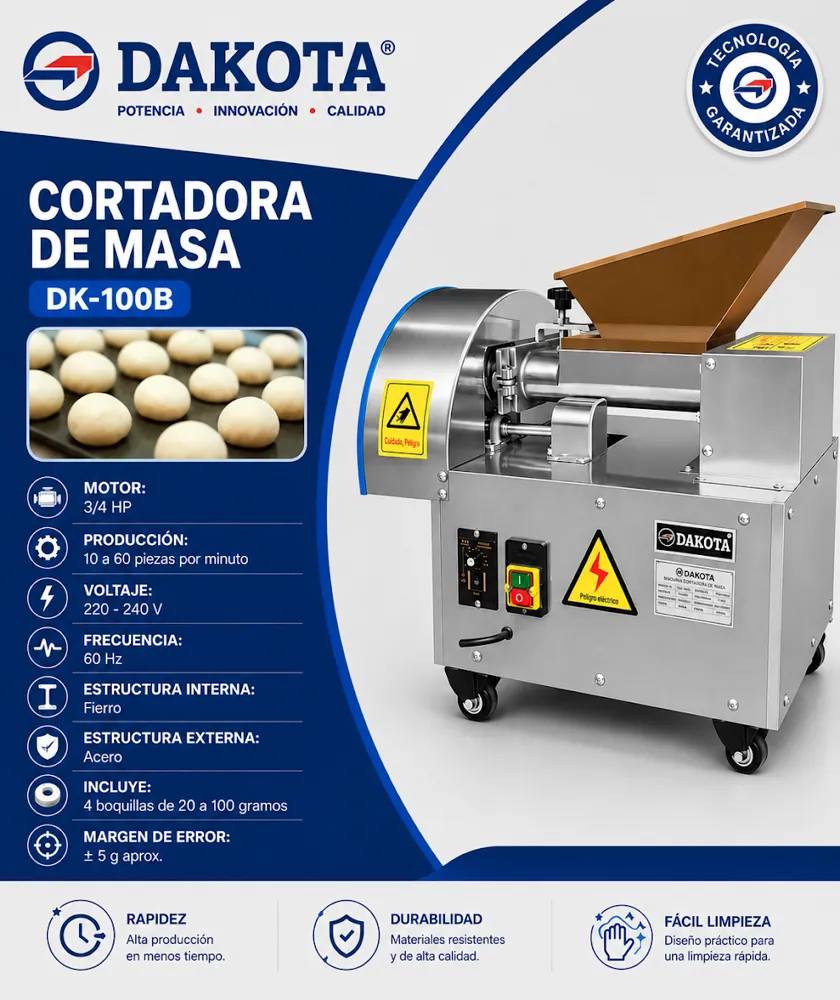 DAKOTA®
POTENCIA • INNOVACIÓN • CALIDAD
TECNOLOGÍA
GARANTIZADA
CORTADORA
DE MASA
DK-100B
MOTOR:
3/4 HP
PRODUCCIÓN:
10 a 60 piezas por minuto
VOLTAJE:
220 - 240 V
FRECUENCIA:
60 Hz
ESTRUCTURA INTERNA:
Fierro
ESTRUCTURA EXTERNA:
Acero
INCLUYE:
4 boquillas de 20 a 100 gramos
MARGEN DE ERROR:
± 5 g aprox.
Cuidado, Peligro
I
O
Peligro eléctrico
DAKOTA
DAKOTA
MAQUINA CORTADORA DE MASA
RAPIDEZ
Alta producción
en menos tiempo.
DURABILIDAD
Materiales resistentes
y de alta calidad.
FÁCIL LIMPIEZA
Diseño práctico para
una limpieza rápida.